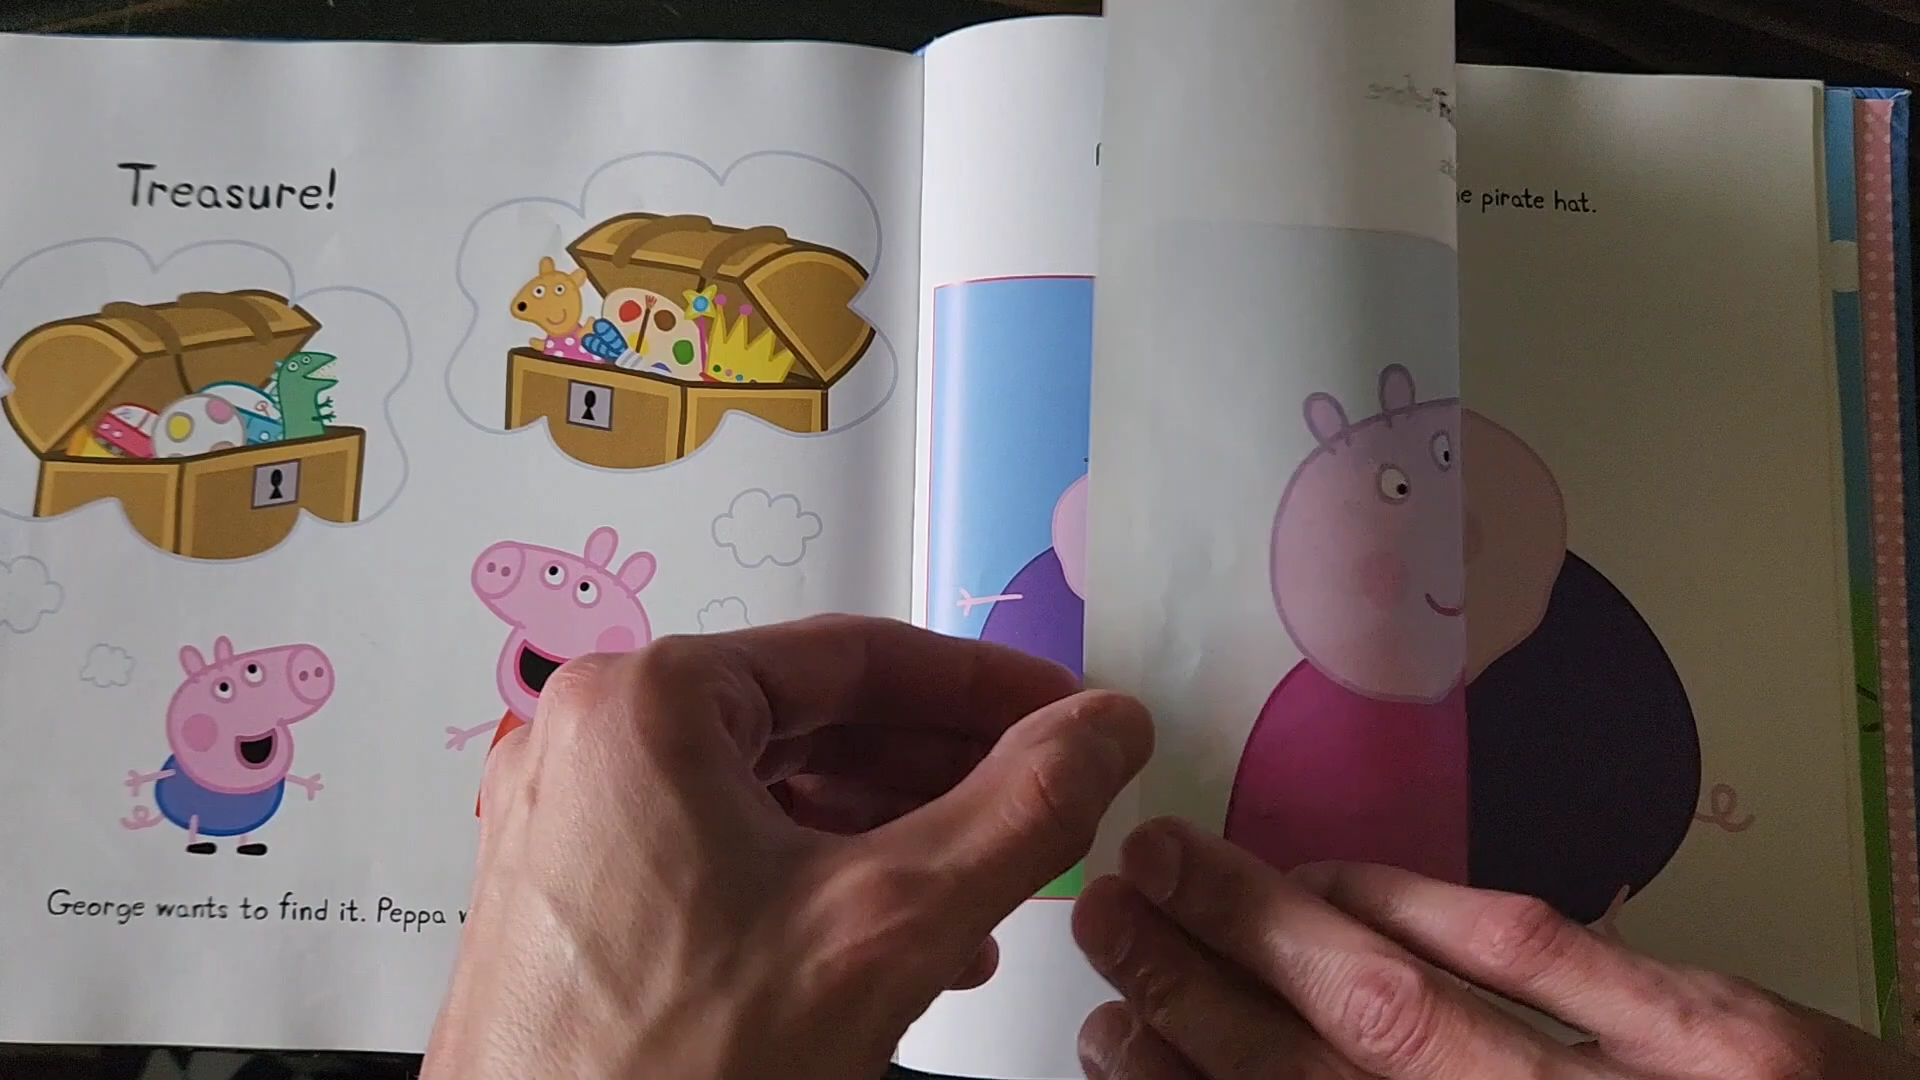 Treasure!
George wants to find it. Peppa
pirate hat.